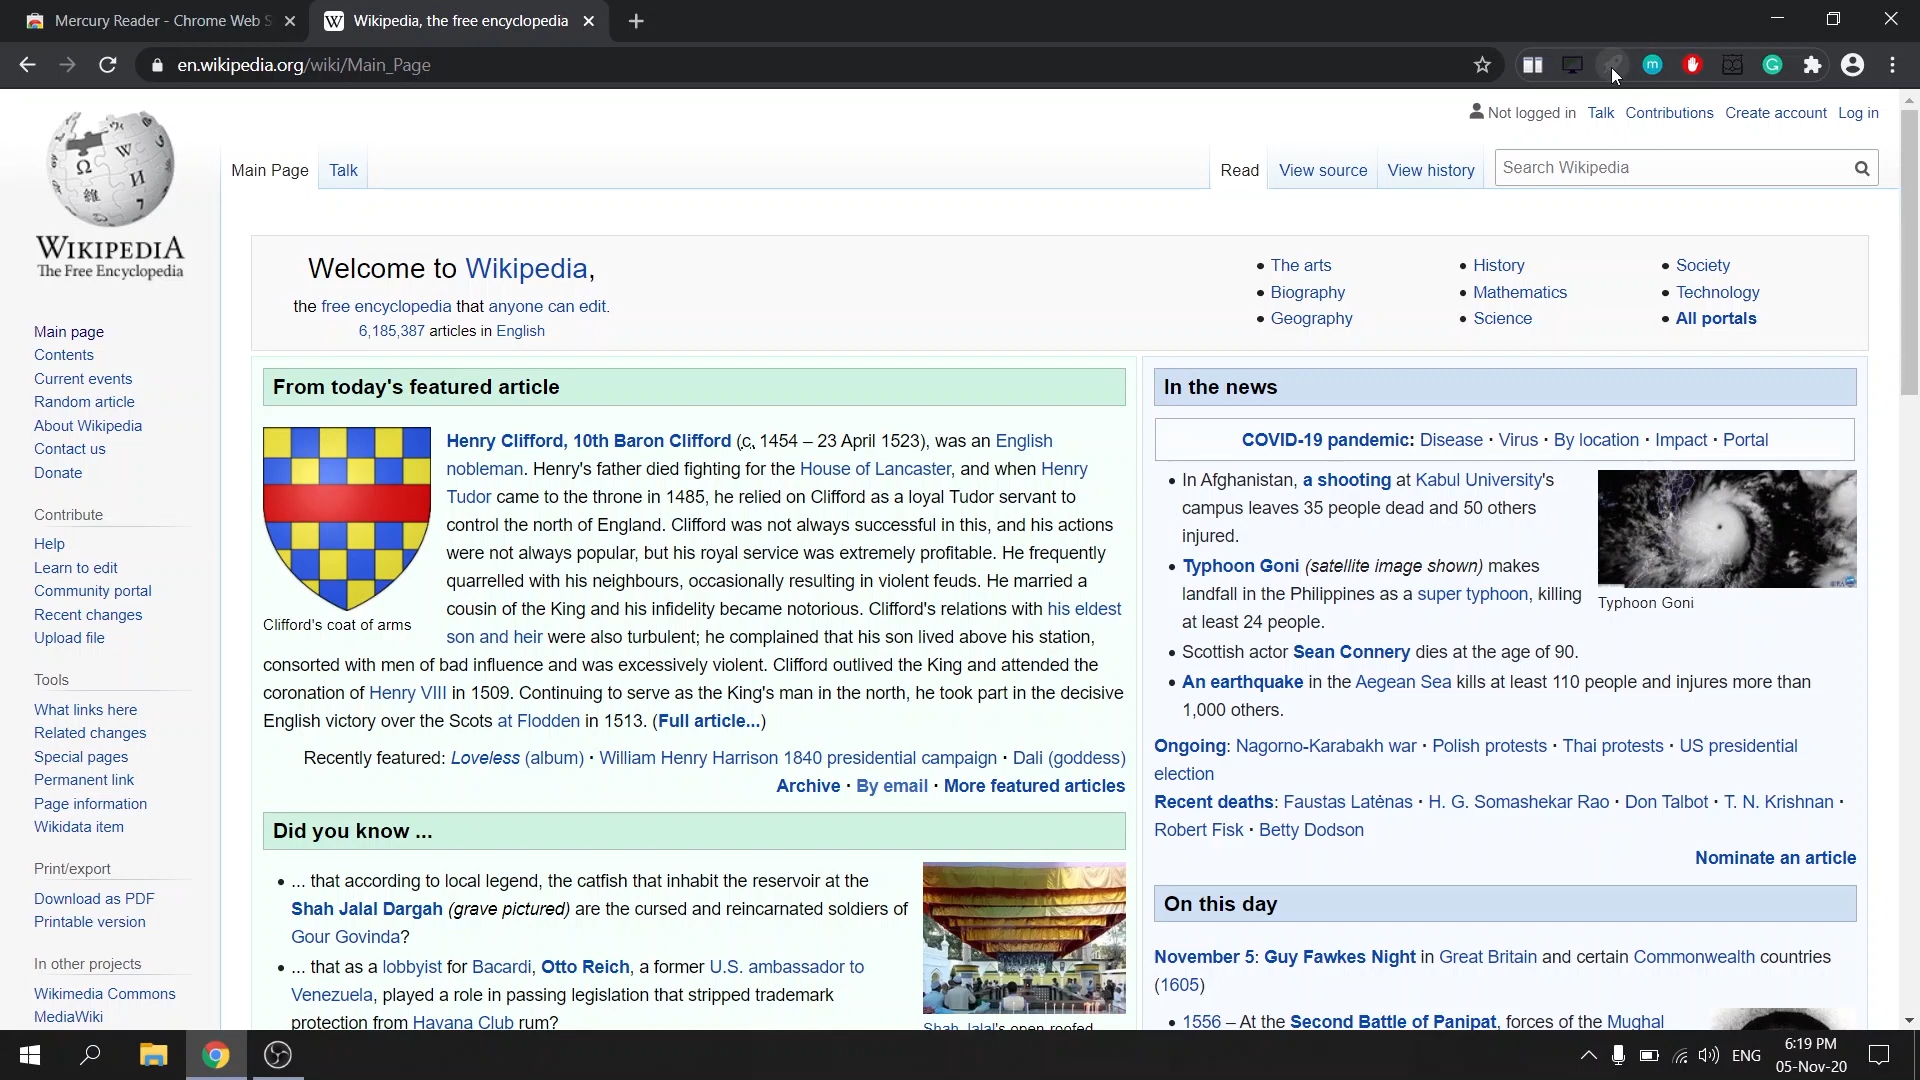 Mercury Reader - Chrome Web S
Wikipedia, the free encyclopedia
en.wikipedia.org/wiki/Main_Page
Not logged in Talk Contributions Create account Log in
Main Page Talk Read View source View history Search Wikipedia
WIKIPEDIA
The Free Encyclopedia
Main page
Contents
Current events
Random article
About Wikipedia
Contact us
Donate
Contribute
Help
Learn to edit
Community portal
Recent changes
Upload file
Tools
What links here
Related changes
Special pages
Permanent link
Page information
Wikidata item
Print/export
Download as PDF
Printable version
In other projects
Wikimedia Commons
MediaWiki
Welcome to Wikipedia,
the free encyclopedia that anyone can edit.
6,185,387 articles in English
• The arts
• Biography
• Geography
• History
• Mathematics
• Science
• Society
• Technology
• All portals
From today's featured article
Henry Clifford, 10th Baron Clifford (c. 1454 – 23 April 1523), was an English
nobleman. Henry's father died fighting for the House of Lancaster, and when Henry
Tudor came to the throne in 1485, he relied on Clifford as a loyal Tudor servant to
control the north of England. Clifford was not always successful in this, and his actions
were not always popular, but his royal service was extremely profitable. He frequently
quarrelled with his neighbours, occasionally resulting in violent feuds. He married a
cousin of the King and his infidelity became notorious. Clifford's relations with his eldest
son and heir were also turbulent; he complained that his son lived above his station,
consorted with men of bad influence and was excessively violent. Clifford outlived the King and attended the
coronation of Henry VIII in 1509. Continuing to serve as the King's man in the north, he took part in the decisive
English victory over the Scots at Flodden in 1513. (Full article...)
Clifford's coat of arms
Recently featured: Loveless (album) · William Henry Harrison 1840 presidential campaign · Dali (goddess)
Archive · By email · More featured articles
Did you know ...
• ... that according to local legend, the catfish that inhabit the reservoir at the
Shah Jalal Dargah (grave pictured) are the cursed and reincarnated soldiers of
Gour Govinda?
• ... that as a lobbyist for Bacardi, Otto Reich, a former U.S. ambassador to
Venezuela, played a role in passing legislation that stripped trademark
protection from Havana Club rum?
Shah Jalal's open-roofed
In the news
COVID-19 pandemic: Disease · Virus · By location · Impact · Portal
• In Afghanistan, a shooting at Kabul University's
campus leaves 35 people dead and 50 others
injured.
• Typhoon Goni (satellite image shown) makes
landfall in the Philippines as a super typhoon, killing
at least 24 people.
Typhoon Goni
• Scottish actor Sean Connery dies at the age of 90.
• An earthquake in the Aegean Sea kills at least 110 people and injures more than
1,000 others.
Ongoing: Nagorno-Karabakh war · Polish protests · Thai protests · US presidential
election
Recent deaths: Faustas Latėnas · H. G. Somashekar Rao · Don Talbot · T. N. Krishnan ·
Robert Fisk · Betty Dodson
Nominate an article
On this day
November 5: Guy Fawkes Night in Great Britain and certain Commonwealth countries
(1605)
• 1556 – At the Second Battle of Panipat, forces of the Mughal
ENG
6:19 PM
05-Nov-20